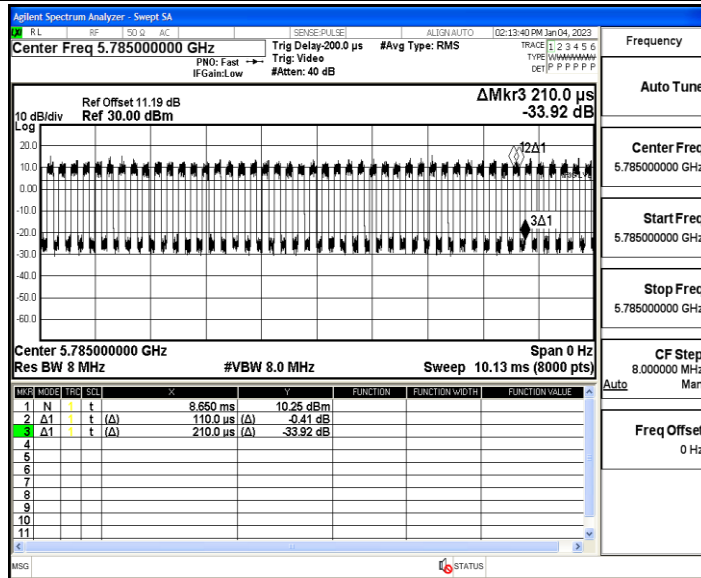 Agilent Spectrum Analyzer - Swept SA
RL RF 50 Ω AC SENSE:PULSE ALIGN AUTO 02:13:40 PM Jan 04, 2023
Center Freq 5.785000000 GHz
PNO: Fast
IFGain:Low
Trig Delay-200.0 µs
Trig: Video
#Atten: 40 dB
#Avg Type: RMS
TRACE 1 2 3 4 5 6
TYPE
DET P P P P P P
Ref Offset 11.19 dB
10 dB/div Ref 30.00 dBm
Log
ΔMkr3 210.0 µs
-33.92 dB
20.0
10.0
0.00
-10.0
-20.0
-30.0
-40.0
-50.0
-60.0
3Δ1
Center 5.785000000 GHz Span 0 Hz
Res BW 8 MHz #VBW 8.0 MHz Sweep 10.13 ms (8000 pts)
MKR MODE TRC SCL X Y FUNCTION FUNCTION WIDTH FUNCTION VALUE
1 N 1 t 8.650 ms 10.25 dBm
2 Δ1 1 t (Δ) 110.0 µs (Δ) -0.41 dB
3 Δ1 1 t (Δ) 210.0 µs (Δ) -33.92 dB
4
5
6
7
8
9
10
11
MSG STATUS
Frequency
Auto Tune
Center Freq
5.785000000 GHz
Start Freq
5.785000000 GHz
Stop Freq
5.785000000 GHz
CF Step
8.000000 MHz
Auto Man
Freq Offset
0 Hz